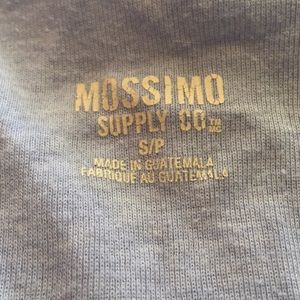 MOSSIMO
SUPPLY CO.
S/P
MADE IN GUATEMALA
FABRIQUÉ AU GUATEMALA